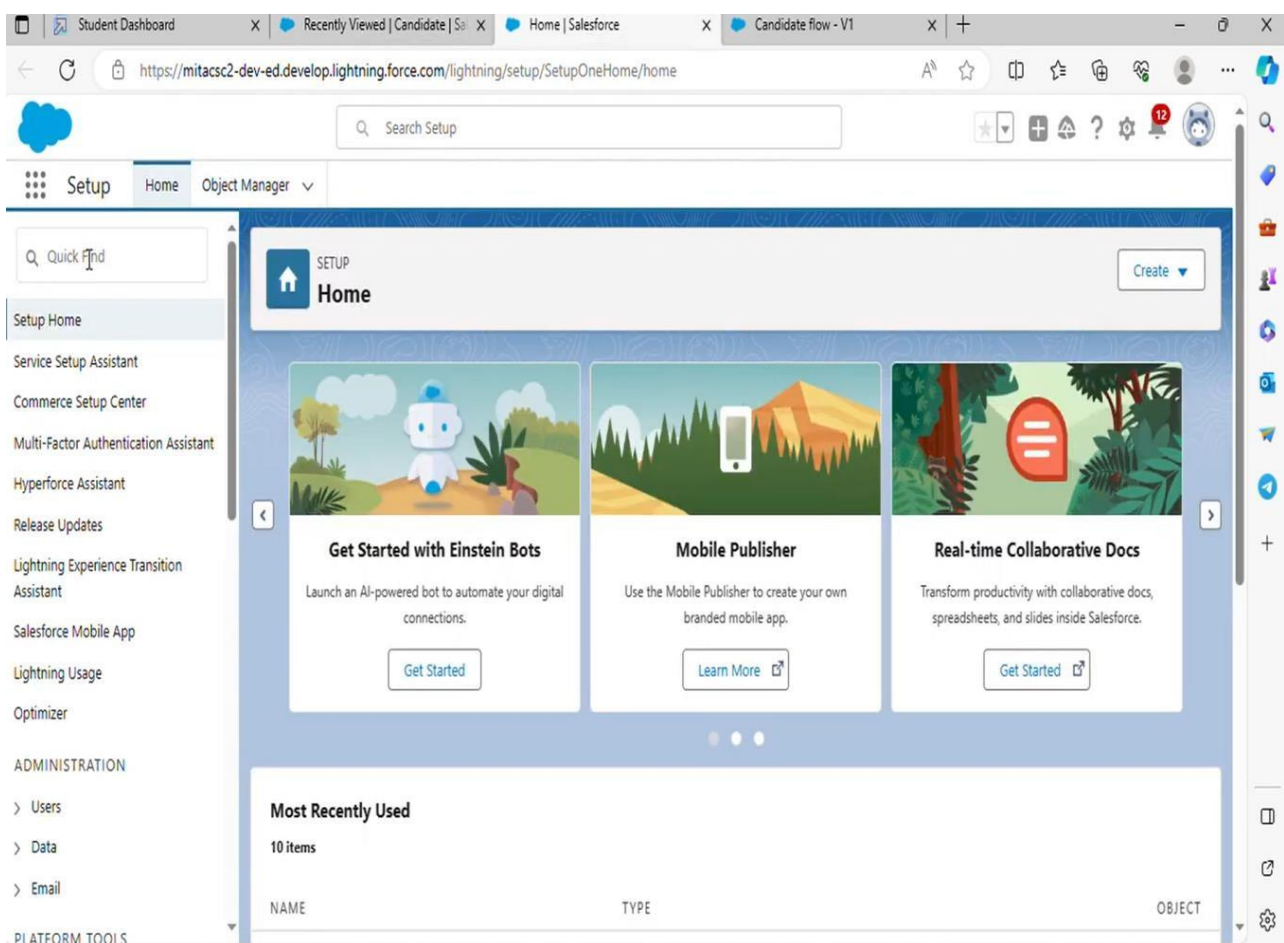 Student Dashboard
Recently Viewed | Candidate | Sal
Home | Salesforce
Candidate flow - V1
https://mitacsc2-dev-ed.develop.lightning.force.com/lightning/setup/SetupOneHome/home
Search Setup
12
Setup
Home
Object Manager
Quick Find
SETUP
Home
Create
Setup Home
Service Setup Assistant
Commerce Setup Center
Multi-Factor Authentication Assistant
Hyperforce Assistant
Release Updates
Lightning Experience Transition
Assistant
Salesforce Mobile App
Lightning Usage
Optimizer
ADMINISTRATION
Users
Data
Email
PLATFORM TOOLS
Get Started with Einstein Bots
Launch an AI-powered bot to automate your digital
connections.
Get Started
Mobile Publisher
Use the Mobile Publisher to create your own
branded mobile app.
Learn More
Real-time Collaborative Docs
Transform productivity with collaborative docs,
spreadsheets, and slides inside Salesforce.
Get Started
Most Recently Used
10 items
NAME TYPE OBJECT